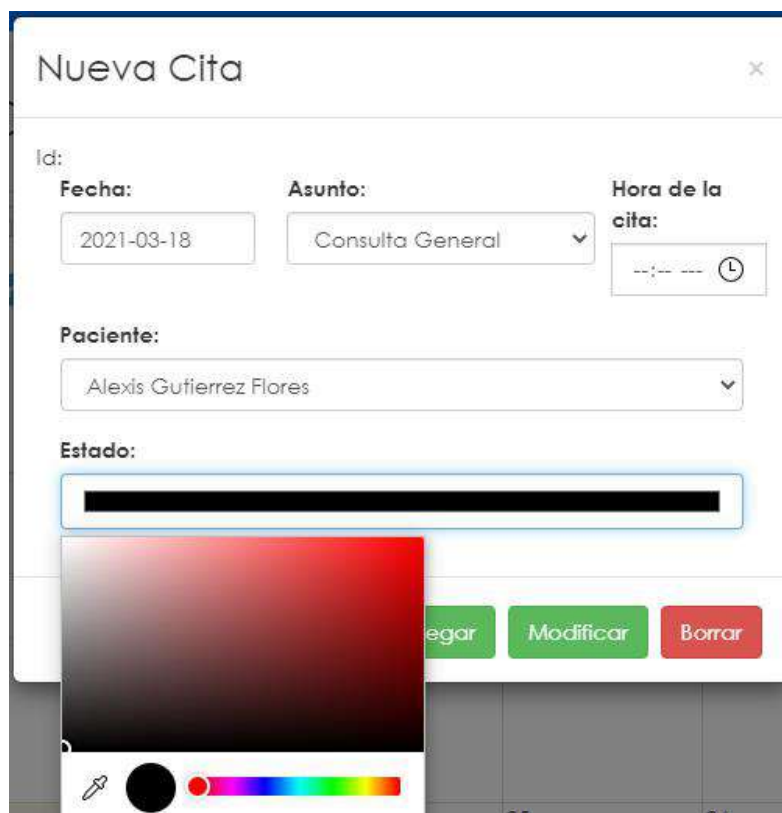 Nueva Cita
×
Id:
Fecha: Asunto: Hora de la cita:
2021-03-18 Consulta General --:-- ---
Paciente:
Alexis Gutierrez Flores
Estado:
egar Modificar Borrar